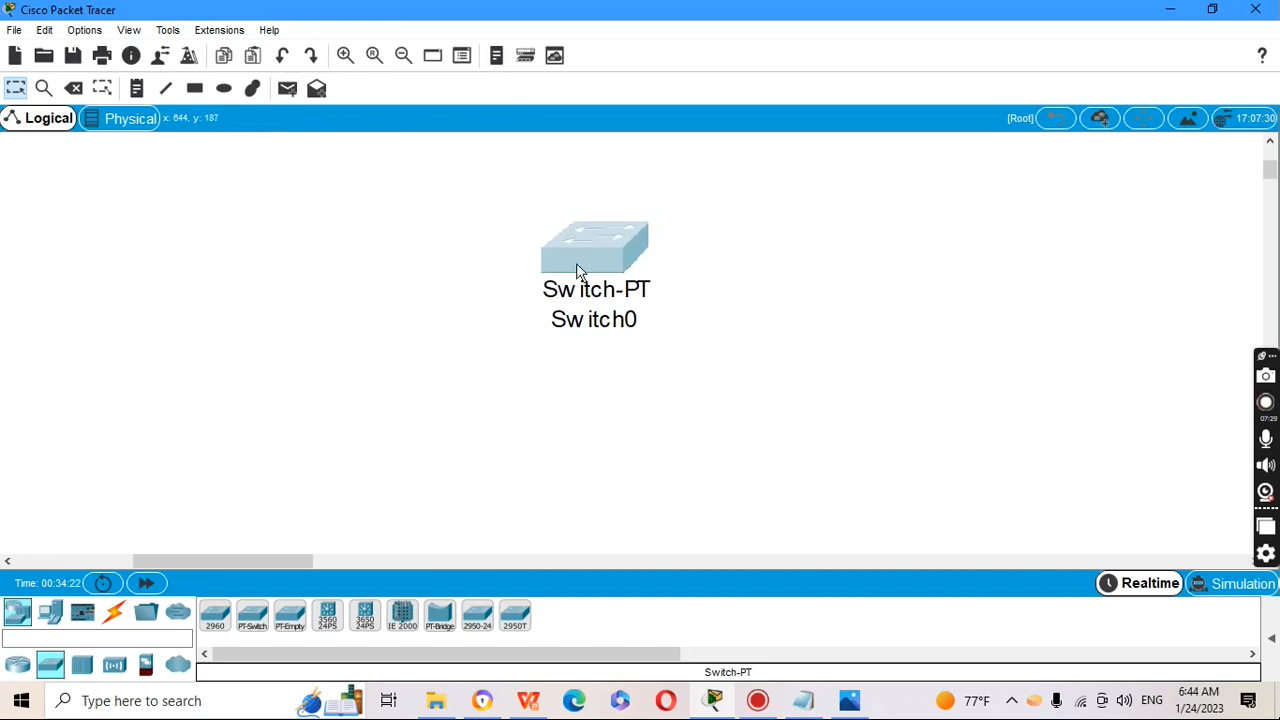 Cisco Packet Tracer
File Edit Options View Tools Extensions Help
?
Logical Physical x: 644, y: 187 [Root] 17:07:30
Switch-PT
Switch0
07:29
Time: 00:34:22 Realtime Simulation
2960 PT-Switch PT-Empty 3560 24PS 3650 24PS IE 2000 PT-Bridge 2950-24 2950T
Switch-PT
Type here to search 77°F ENG 6:44 AM
1/24/2023